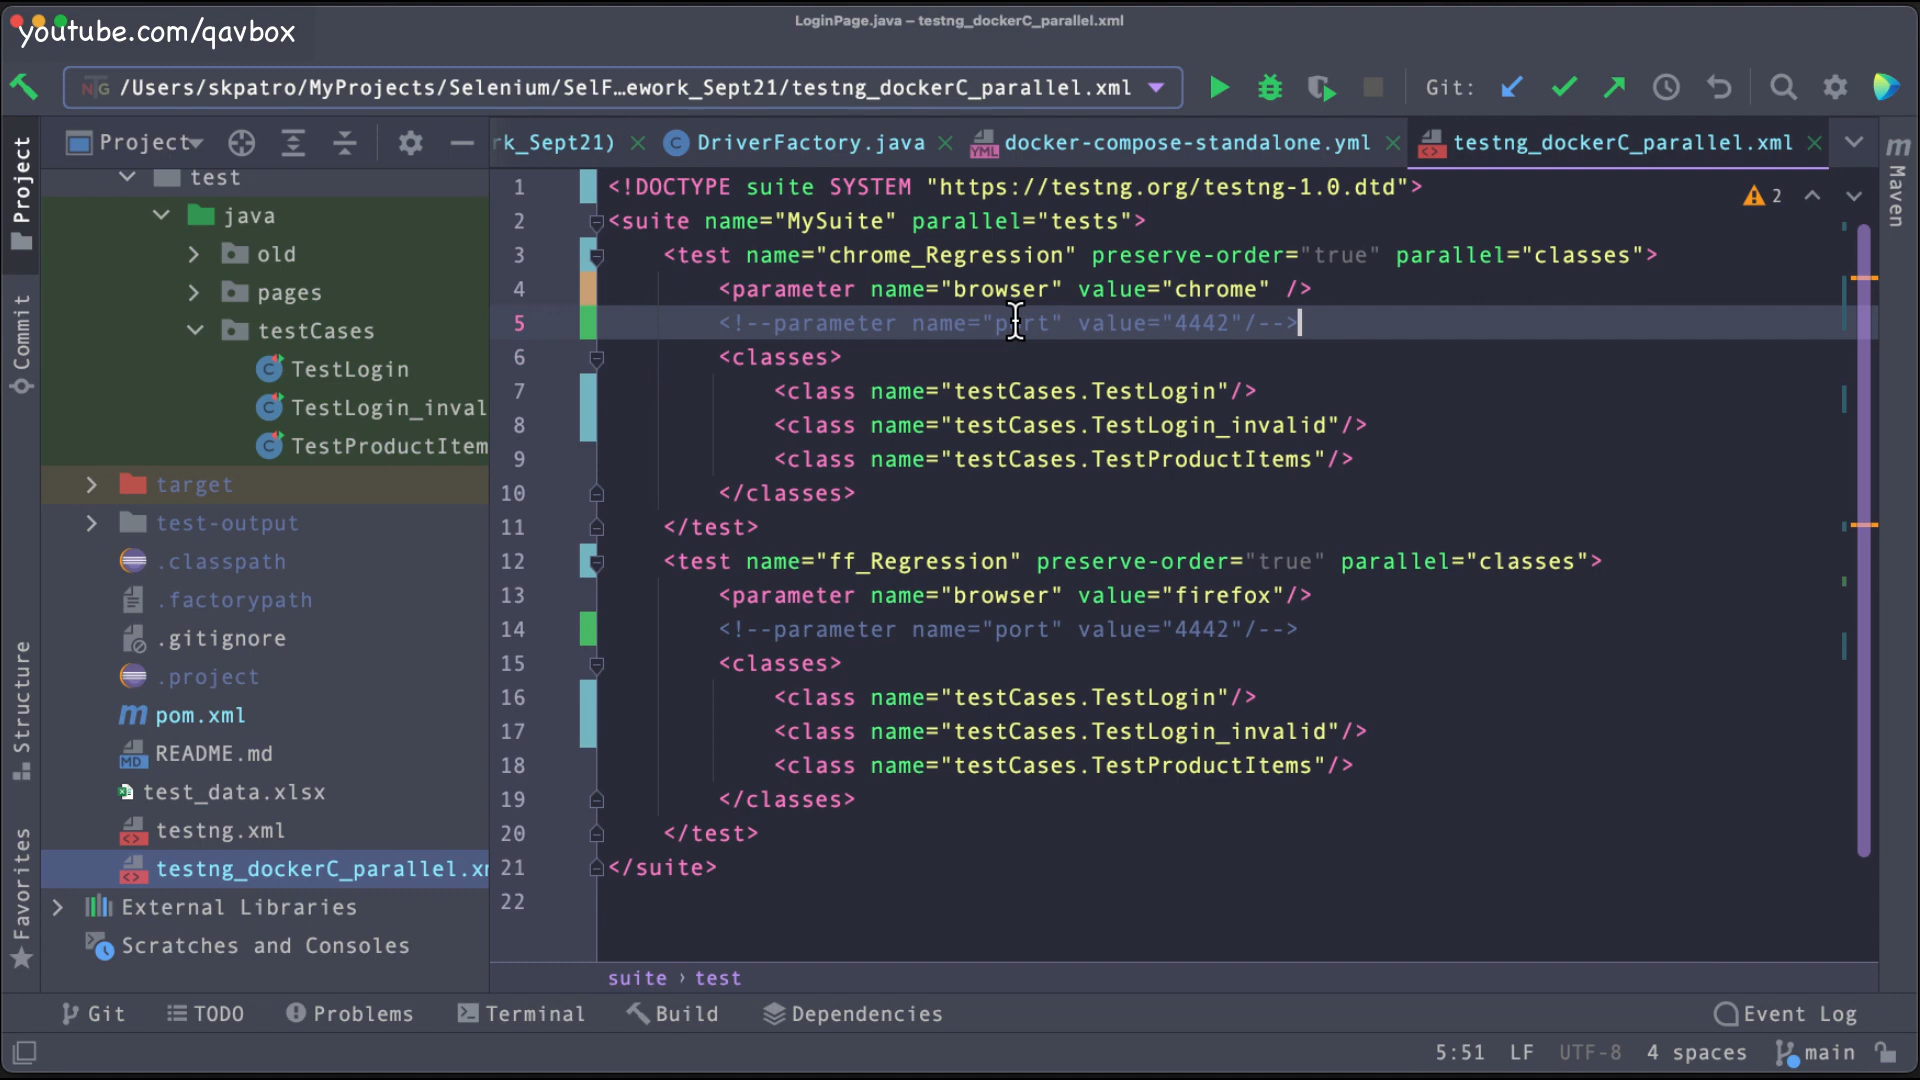 youtube.com/qavbox
LoginPage.java – testng_dockerC_parallel.xml
/Users/skpatro/MyProjects/Selenium/SelF…ework_Sept21/testng_dockerC_parallel.xml
Git:
Project
rk_Sept21)
DriverFactory.java
docker-compose-standalone.yml
testng_dockerC_parallel.xml
Project
Commit
Structure
Favorites
Maven
test
java
old
pages
testCases
TestLogin
TestLogin_inval
TestProductItem
target
test-output
.classpath
.factorypath
.gitignore
.project
pom.xml
README.md
test_data.xlsx
testng.xml
testng_dockerC_parallel.xm
External Libraries
Scratches and Consoles
2
1 <!DOCTYPE suite SYSTEM "https://testng.org/testng-1.0.dtd">
2 <suite name="MySuite" parallel="tests">
3 <test name="chrome_Regression" preserve-order="true" parallel="classes">
4 <parameter name="browser" value="chrome" />
5 <!--parameter name="port" value="4442"/-->
6 <classes>
7 <class name="testCases.TestLogin"/>
8 <class name="testCases.TestLogin_invalid"/>
9 <class name="testCases.TestProductItems"/>
10 </classes>
11 </test>
12 <test name="ff_Regression" preserve-order="true" parallel="classes">
13 <parameter name="browser" value="firefox"/>
14 <!--parameter name="port" value="4442"/-->
15 <classes>
16 <class name="testCases.TestLogin"/>
17 <class name="testCases.TestLogin_invalid"/>
18 <class name="testCases.TestProductItems"/>
19 </classes>
20 </test>
21 </suite>
22
suite › test
Git
TODO
Problems
Terminal
Build
Dependencies
Event Log
5:51 LF UTF-8 4 spaces main